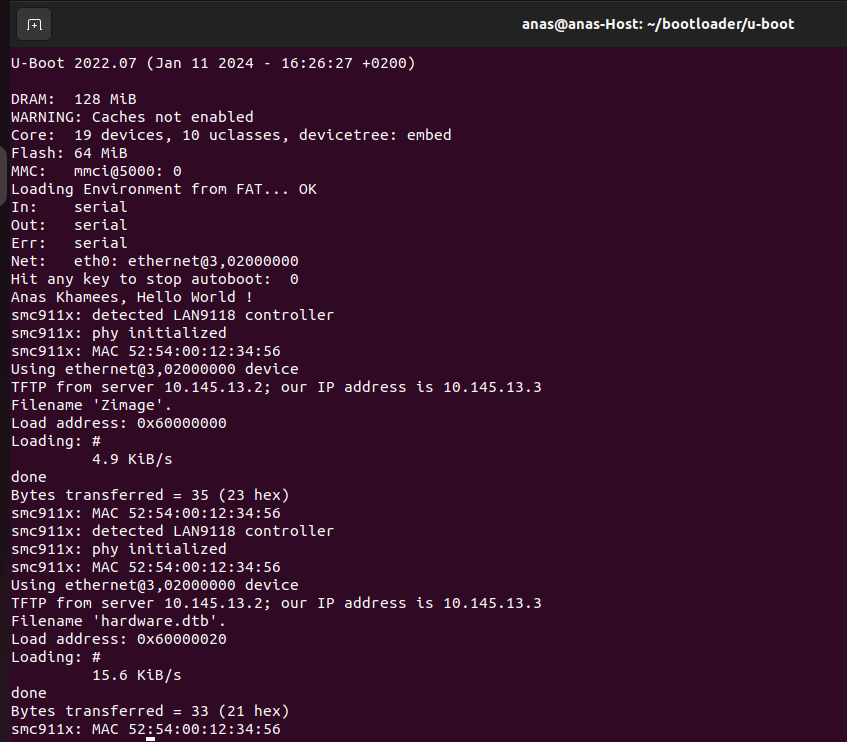 anas@anas-Host: ~/bootloader/u-boot
U-Boot 2022.07 (Jan 11 2024 - 16:26:27 +0200)
DRAM:  128 MiB
WARNING: Caches not enabled
Core:  19 devices, 10 uclasses, devicetree: embed
Flash: 64 MiB
MMC:   mmci@5000: 0
Loading Environment from FAT... OK
In:    serial
Out:   serial
Err:   serial
Net:   eth0: ethernet@3,02000000
Hit any key to stop autoboot:  0
Anas Khamees, Hello World !
smc911x: detected LAN9118 controller
smc911x: phy initialized
smc911x: MAC 52:54:00:12:34:56
Using ethernet@3,02000000 device
TFTP from server 10.145.13.2; our IP address is 10.145.13.3
Filename 'Zimage'.
Load address: 0x60000000
Loading: #
         4.9 KiB/s
done
Bytes transferred = 35 (23 hex)
smc911x: MAC 52:54:00:12:34:56
smc911x: detected LAN9118 controller
smc911x: phy initialized
smc911x: MAC 52:54:00:12:34:56
Using ethernet@3,02000000 device
TFTP from server 10.145.13.2; our IP address is 10.145.13.3
Filename 'hardware.dtb'.
Load address: 0x60000020
Loading: #
         15.6 KiB/s
done
Bytes transferred = 33 (21 hex)
smc911x: MAC 52:54:00:12:34:56